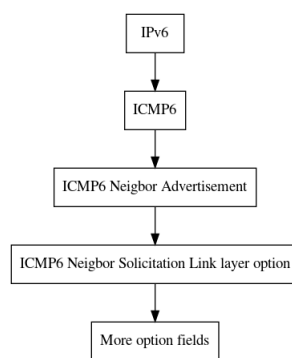 IPv6
ICMP6
ICMP6 Neigbor Advertisement
ICMP6 Neigbor Solicitation Link layer option
More option fields